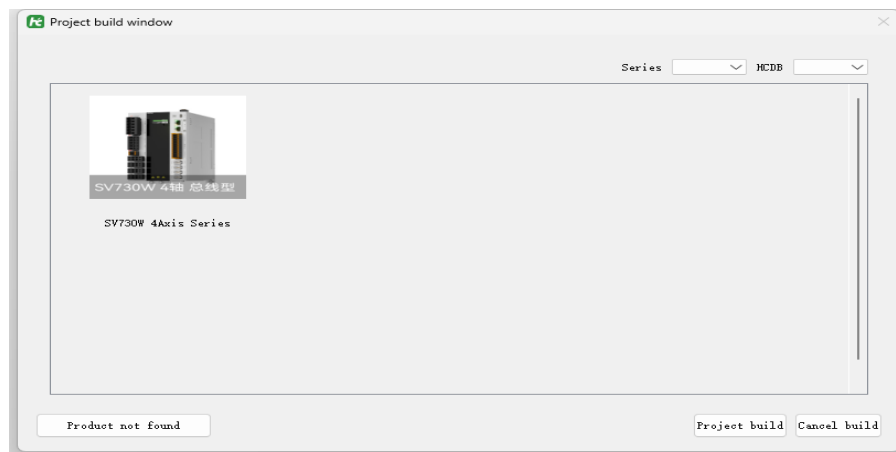 Project build window
Series HCDB
SV730W 4轴 总线型
SV730W 4Axis Series
Product not found Project build Cancel build